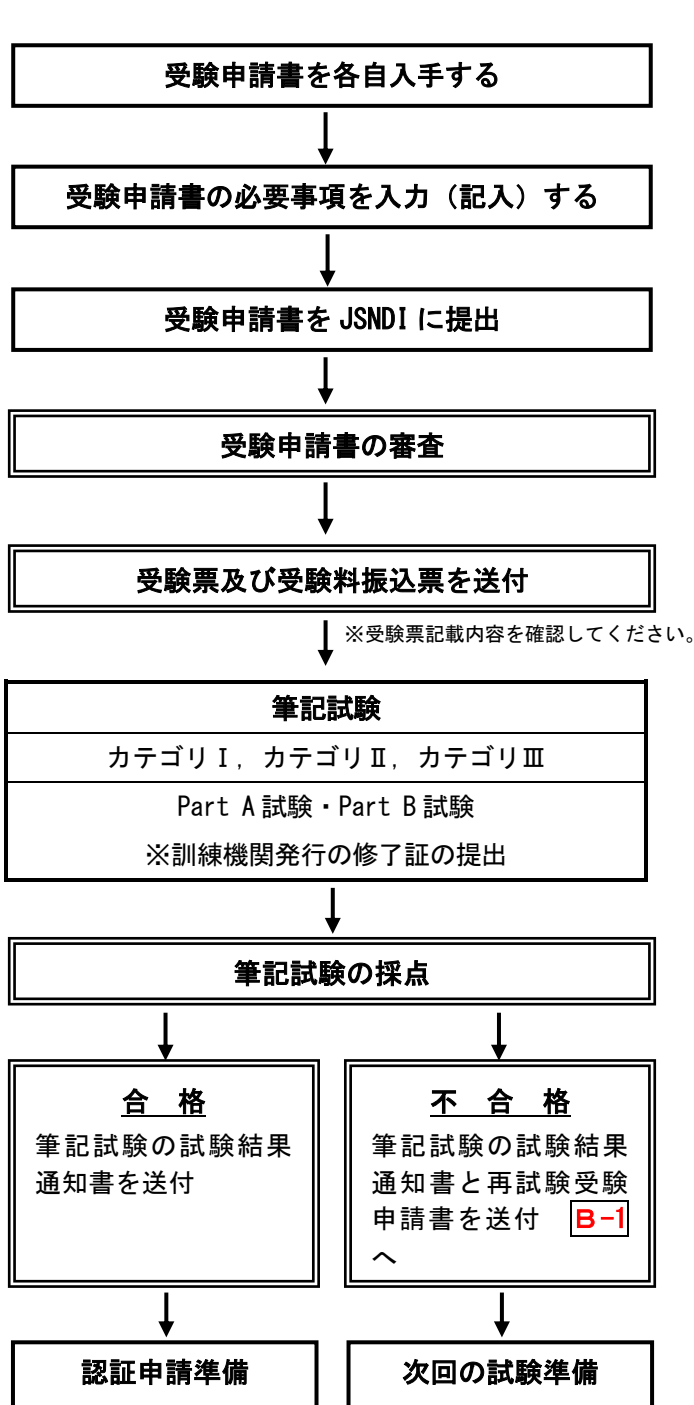 受験申請書を各自入手する
受験申請書の必要事項を入力（記入）する
受験申請書を JSNDI に提出
受験申請書の審査
受験票及び受験料振込票を送付
※受験票記載内容を確認してください。
筆記試験
カテゴリⅠ, カテゴリⅡ, カテゴリⅢ
Part A 試験・Part B 試験
※訓練機関発行の修了証の提出
筆記試験の採点
合　格
筆記試験の試験結果
通知書を送付
不　合　格
筆記試験の試験結果
通知書と再試験受験
申請書を送付　B-1
へ
認証申請準備
次回の試験準備